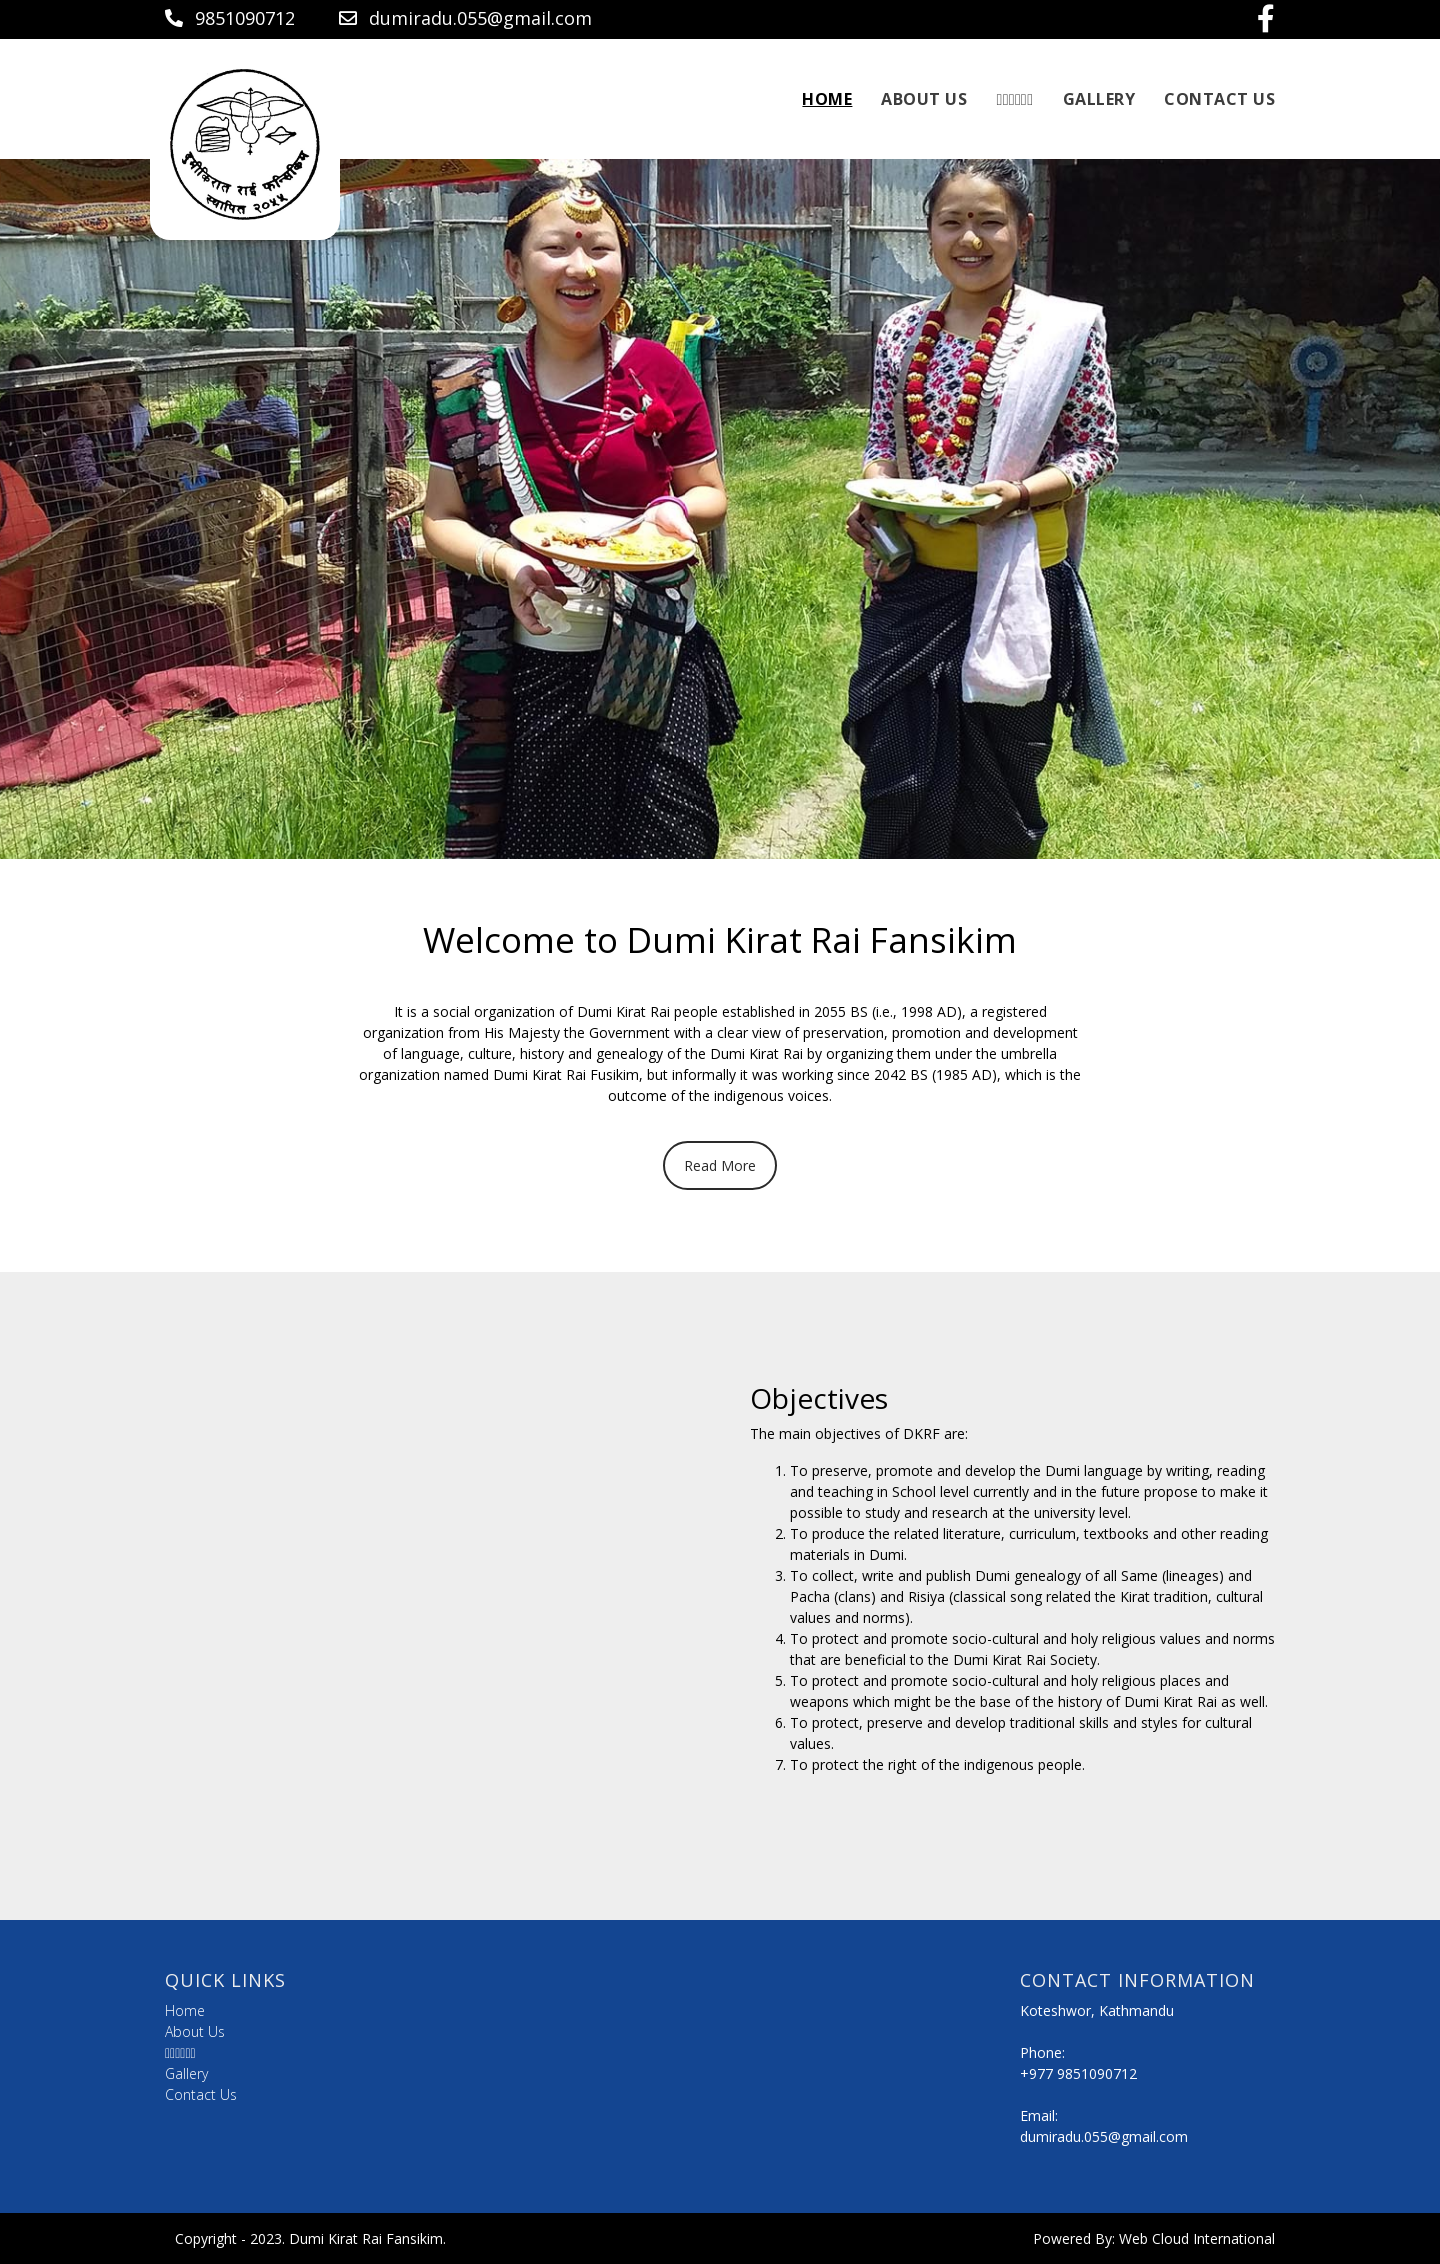 9851090712 dumiradu.055@gmail.com
HOME ABOUT US GALLERY CONTACT US
दुमी किरात राई फन्सिकिम
स्थापित २०५५
Welcome to Dumi Kirat Rai Fansikim
It is a social organization of Dumi Kirat Rai people established in 2055 BS (i.e., 1998 AD), a registered
organization from His Majesty the Government with a clear view of preservation, promotion and development
of language, culture, history and genealogy of the Dumi Kirat Rai by organizing them under the umbrella
organization named Dumi Kirat Rai Fusikim, but informally it was working since 2042 BS (1985 AD), which is the
outcome of the indigenous voices.
Read More
Objectives
The main objectives of DKRF are:
1. To preserve, promote and develop the Dumi language by writing, reading
and teaching in School level currently and in the future propose to make it
possible to study and research at the university level.
2. To produce the related literature, curriculum, textbooks and other reading
materials in Dumi.
3. To collect, write and publish Dumi genealogy of all Same (lineages) and
Pacha (clans) and Risiya (classical song related the Kirat tradition, cultural
values and norms).
4. To protect and promote socio-cultural and holy religious values and norms
that are beneficial to the Dumi Kirat Rai Society.
5. To protect and promote socio-cultural and holy religious places and
weapons which might be the base of the history of Dumi Kirat Rai as well.
6. To protect, preserve and develop traditional skills and styles for cultural
values.
7. To protect the right of the indigenous people.
QUICK LINKS
Home
About Us
Gallery
Contact Us
CONTACT INFORMATION
Koteshwor, Kathmandu
Phone:
+977 9851090712
Email:
dumiradu.055@gmail.com
Copyright - 2023. Dumi Kirat Rai Fansikim.
Powered By: Web Cloud International